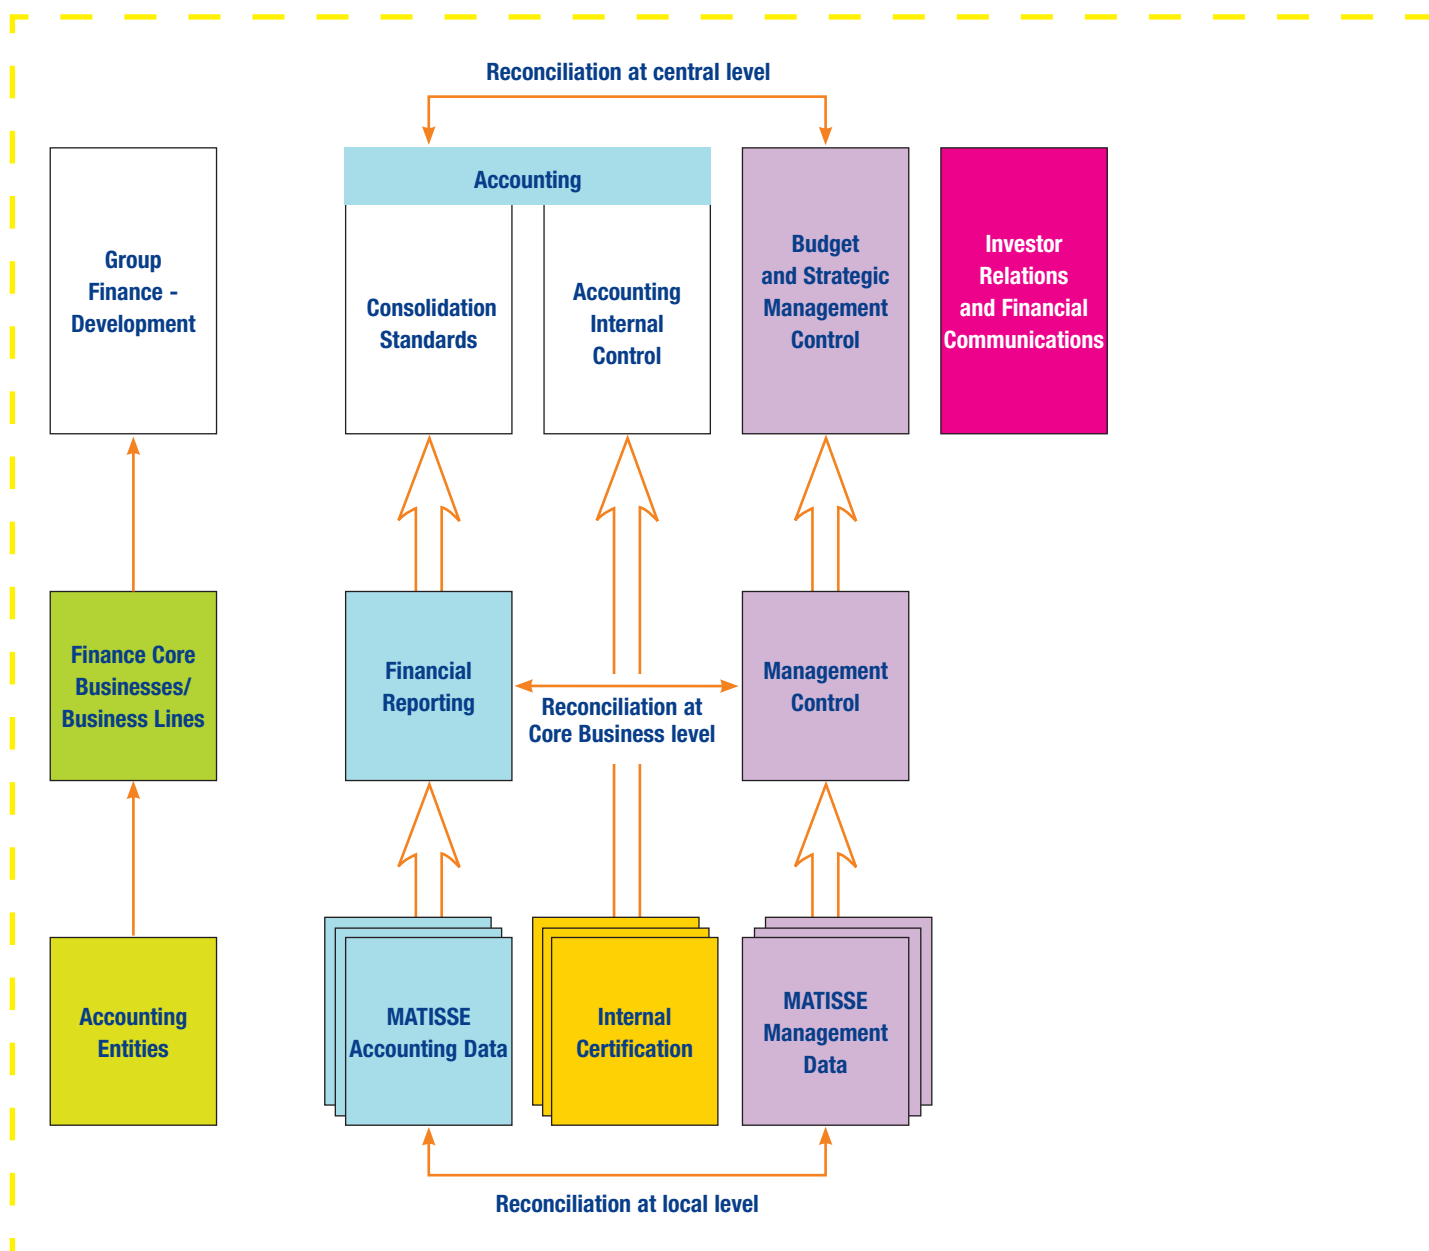 Reconciliation at central level
Accounting
Group
Finance -
Development
Consolidation
Standards
Accounting
Internal
Control
Budget
and Strategic
Management
Control
Investor
Relations
and Financial
Communications
Finance Core
Businesses/
Business Lines
Financial
Reporting
Reconciliation at
Core Business level
Management
Control
Accounting
Entities
MATISSE
Accounting Data
Internal
Certification
MATISSE
Management
Data
Reconciliation at local level